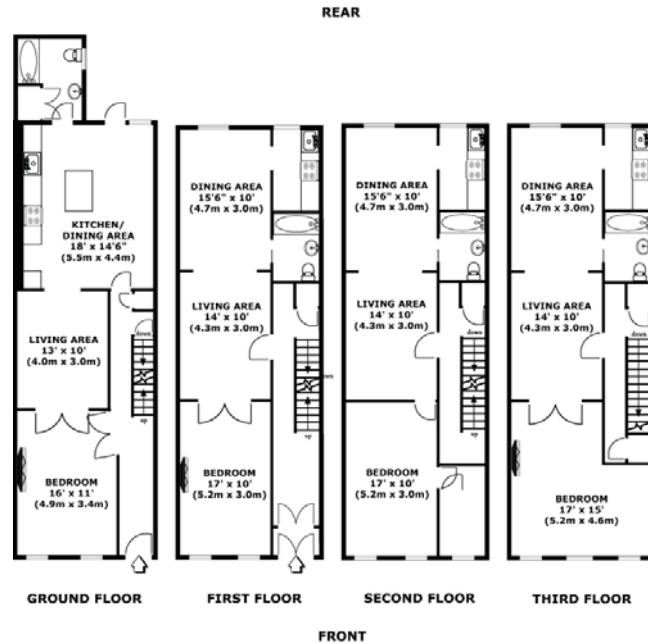 REAR
KITCHEN/
DINING AREA
18' x 14'6"
(5.5m x 4.4m)
LIVING AREA
13' x 10'
(4.0m x 3.0m)
down
up
BEDROOM
16' x 11'
(4.9m x 3.4m)
GROUND FLOOR
DINING AREA
15'6" x 10'
(4.7m x 3.0m)
LIVING AREA
14' x 10'
(4.3m x 3.0m)
down
up
BEDROOM
17' x 10'
(5.2m x 3.0m)
FIRST FLOOR
DINING AREA
15'6" x 10'
(4.7m x 3.0m)
LIVING AREA
14' x 10'
(4.3m x 3.0m)
down
up
BEDROOM
17' x 10'
(5.2m x 3.0m)
SECOND FLOOR
DINING AREA
15'6" x 10'
(4.7m x 3.0m)
LIVING AREA
14' x 10'
(4.3m x 3.0m)
down
BEDROOM
17' x 15'
(5.2m x 4.6m)
THIRD FLOOR
FRONT